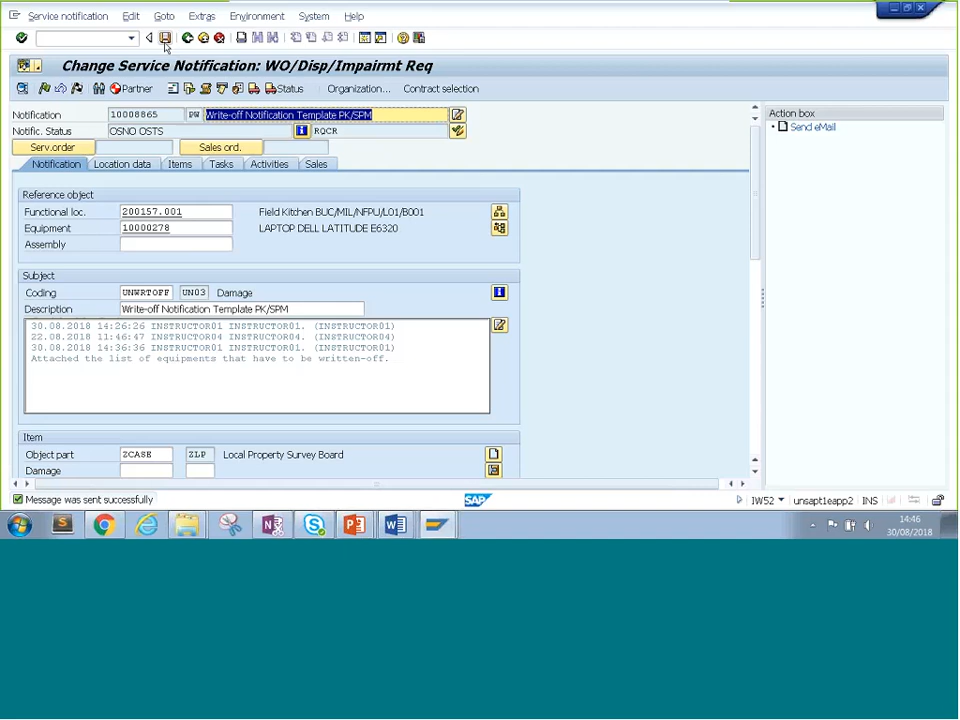 Service notification Edit Goto Extras Environment System Help
Change Service Notification: WO/Disp/Impairmt Req
Partner Status Organization... Contract selection
Notification 10008865 PW Write-off Notification Template PK/SPM
Notific. Status OSNO OSTS RQCR
Serv.order Sales ord.
Notification Location data Items Tasks Activities Sales
Reference object
Functional loc. 200157.001 Field Kitchen BUC/MIL/NFPU/L01/B001
Equipment 10000278 LAPTOP DELL LATITUDE E6320
Assembly
Subject
Coding UNWRTOFF UN03 Damage
Description Write-off Notification Template PK/SPM
30.08.2018 14:26:26 INSTRUCTOR01 INSTRUCTOR01. (INSTRUCTOR01)
22.08.2018 11:46:47 INSTRUCTOR04 INSTRUCTOR04. (INSTRUCTOR04)
30.08.2018 14:36:36 INSTRUCTOR01 INSTRUCTOR01. (INSTRUCTOR01)
Attached the list of equipments that have to be written-off.
Item
Object part ZCASE ZLP Local Property Survey Board
Damage
Action box
Send eMail
Message was sent successfully
SAP
IW52 unsapt1eapp2 INS
14:46
30/08/2018